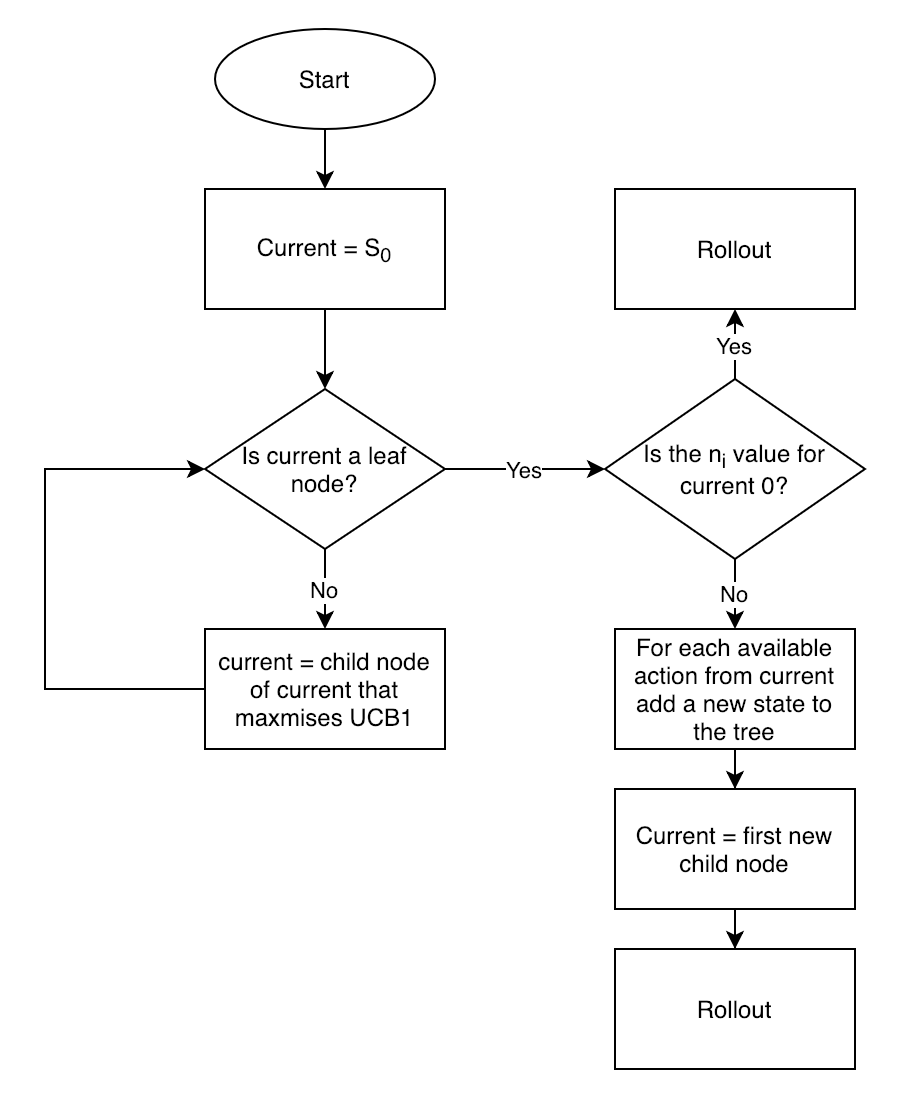 Start
Current = S0
Is current a leaf
node?
No
current = child node
of current that
maxmises UCB1
Yes
Is the ni value for
current 0?
Yes
Rollout
No
For each available
action from current
add a new state to
the tree
Current = first new
child node
Rollout